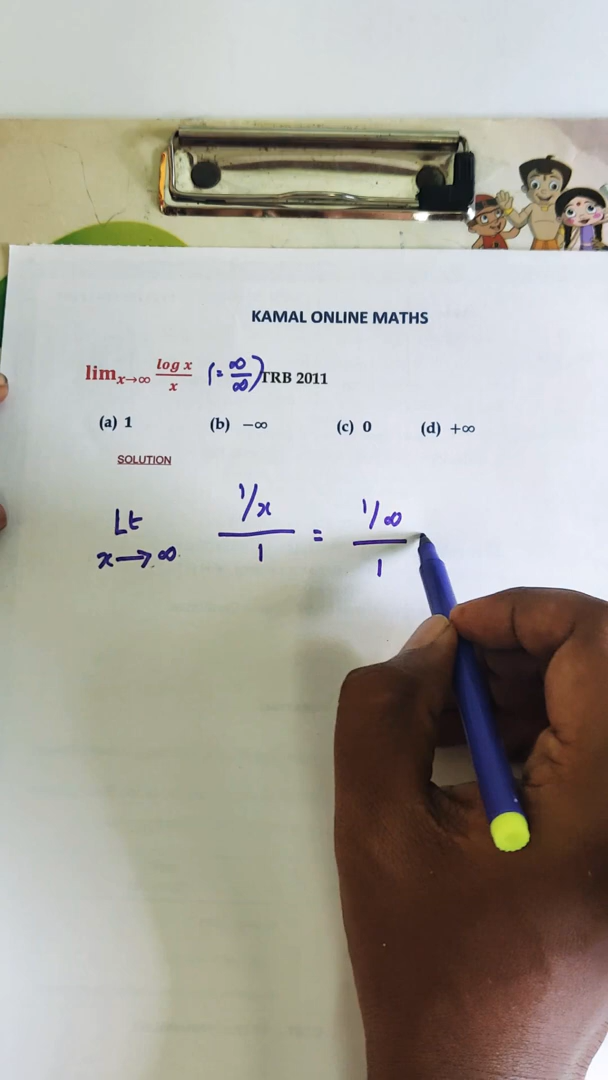 KAMAL ONLINE MATHS
lim x→∞ log x / x (= ∞/∞) TRB 2011
(a) 1 (b) −∞ (c) 0 (d) +∞
SOLUTION
Lt x→∞ 1/x / 1 = 1/∞ / 1